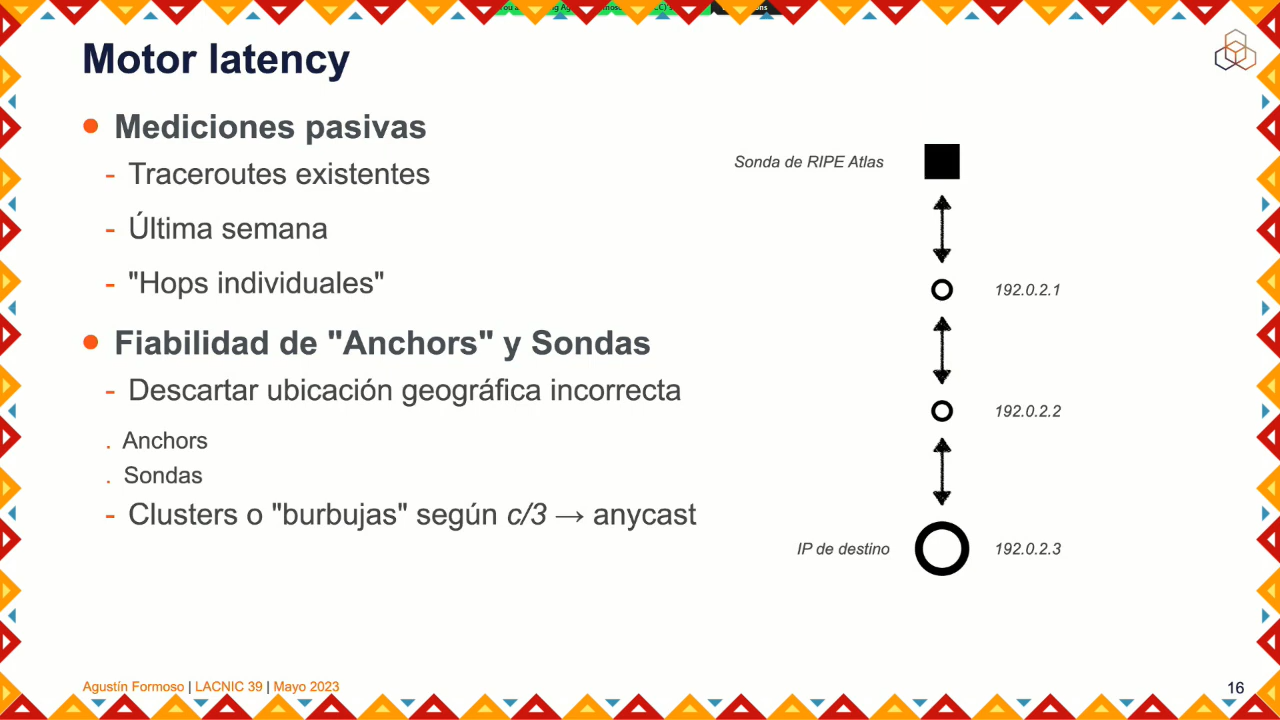 Motor latency
Mediciones pasivas
- Traceroutes existentes
- Última semana
- "Hops individuales"
Fiabilidad de "Anchors" y Sondas
- Descartar ubicación geográfica incorrecta
. Anchors
. Sondas
- Clusters o "burbujas" según c/3 → anycast
Sonda de RIPE Atlas
192.0.2.1
192.0.2.2
IP de destino
192.0.2.3
Agustín Formoso | LACNIC 39 | Mayo 2023
16